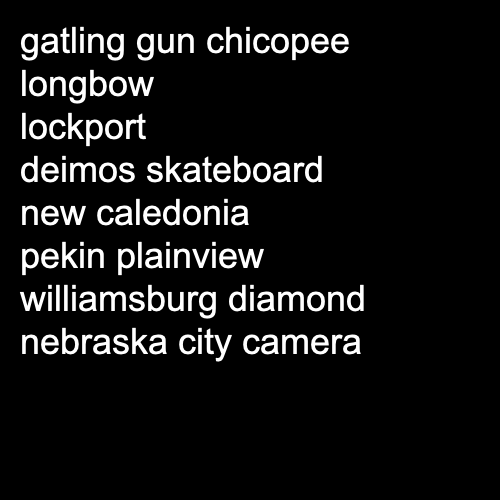 gatling gun chicopee
longbow
lockport
deimos skateboard
new caledonia
pekin plainview
williamsburg diamond
nebraska city camera